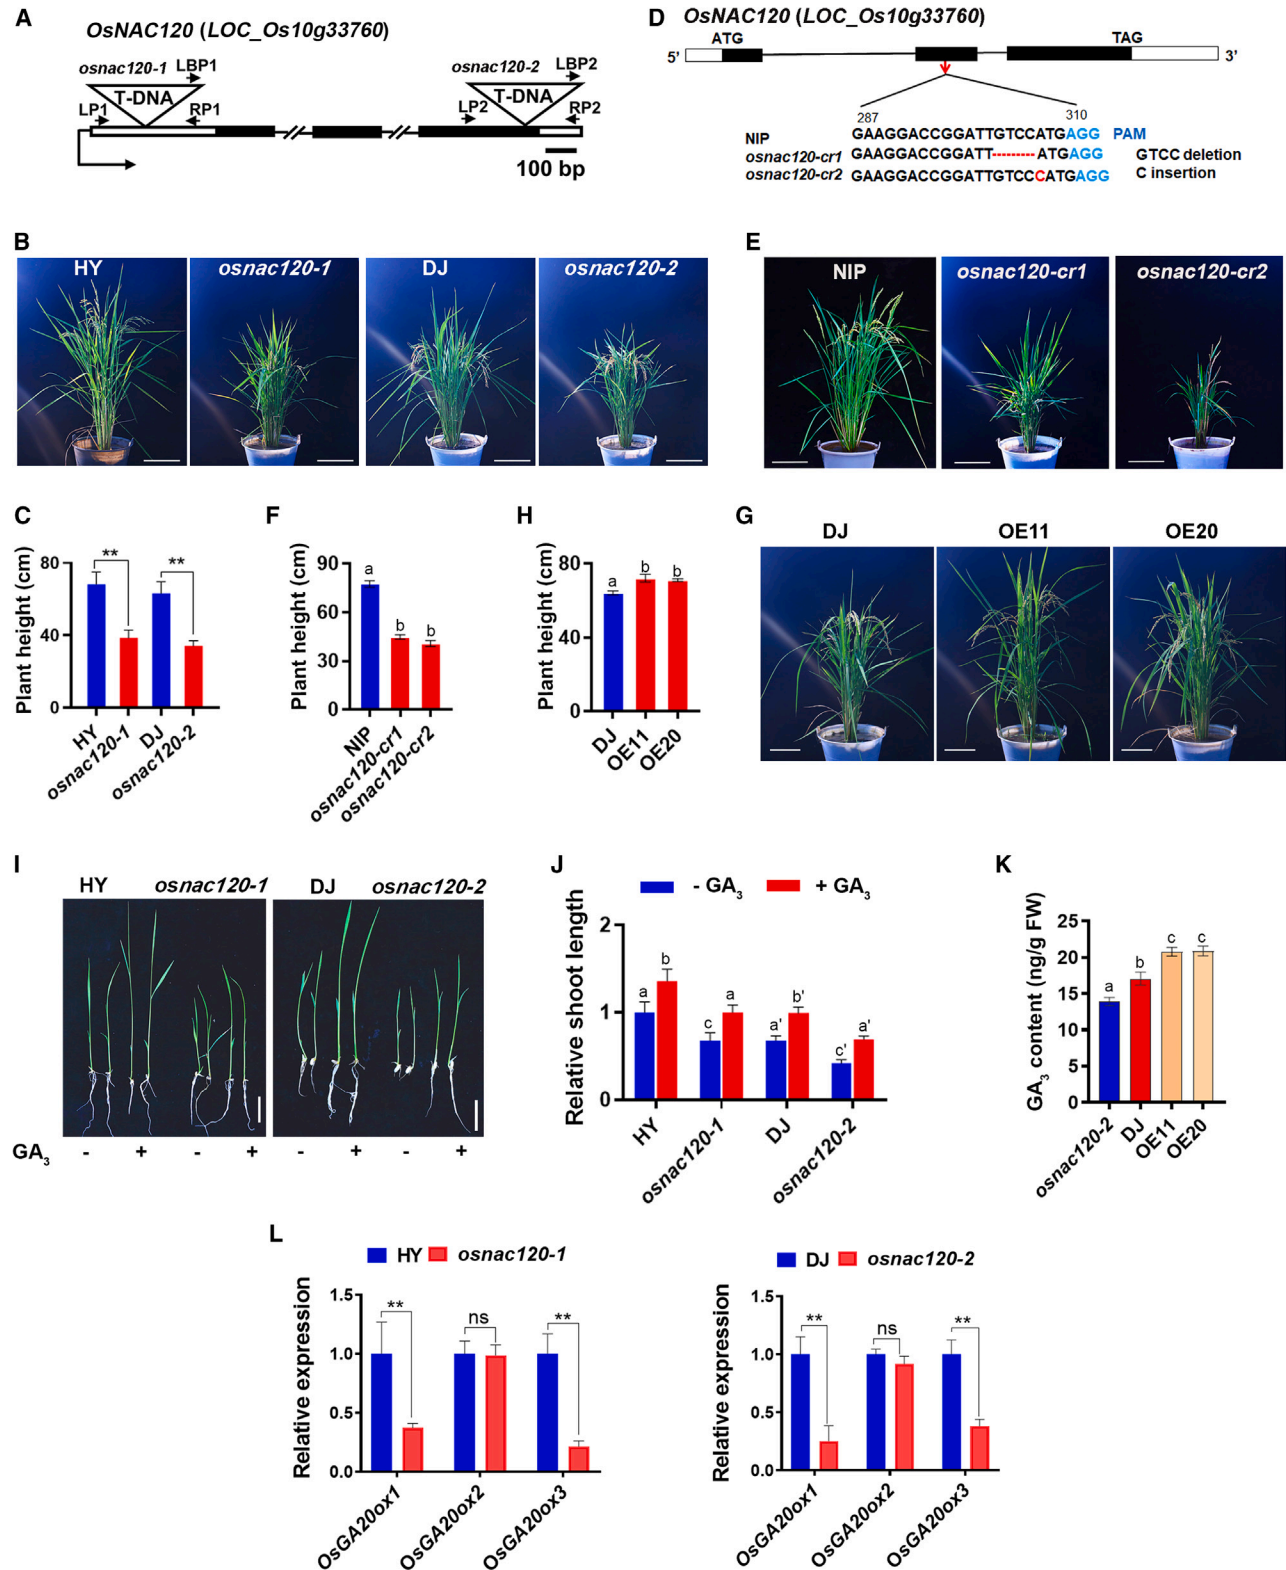 A
OsNAC120 (LOC_Os10g33760)
osnac120-1
LBP1
osnac120-2
LBP2
T-DNA
T-DNA
LP1
RP1
LP2
RP2
100 bp
D
OsNAC120 (LOC_Os10g33760)
ATG
TAG
5'
3'
287
310
NIP
GAAGGACCGGATTGTCCATGAGG
PAM
osnac120-cr1
GAAGGACCGGATT---------ATGAGG
GTCC deletion
osnac120-cr2
GAAGGACCGGATTGTCCCATGAGG
C insertion
B
HY
osnac120-1
DJ
osnac120-2
E
NIP
osnac120-cr1
osnac120-cr2
C
Plant height (cm)
80
40
0
**
**
HY
osnac120-1
DJ
osnac120-2
F
Plant height (cm)
90
60
30
0
a
b
b
NIP
osnac120-cr1
osnac120-cr2
H
Plant height (cm)
80
40
0
a
b
b
DJ
OE11
OE20
G
DJ
OE11
OE20
I
HY
osnac120-1
DJ
osnac120-2
GA3
-
+
-
+
-
+
-
+
J
- GA3
+ GA3
Relative shoot length
2
1
0
a
b
c
a
a'
b'
c'
a'
HY
osnac120-1
DJ
osnac120-2
K
GA3 content (ng/g FW)
25
20
15
10
5
0
a
b
c
c
osnac120-2
DJ
OE11
OE20
L
HY
osnac120-1
Relative expression
1.5
1.0
0.5
0.0
**
ns
**
OsGA20ox1
OsGA20ox2
OsGA20ox3
DJ
osnac120-2
Relative expression
1.5
1.0
0.5
0.0
**
ns
**
OsGA20ox1
OsGA20ox2
OsGA20ox3